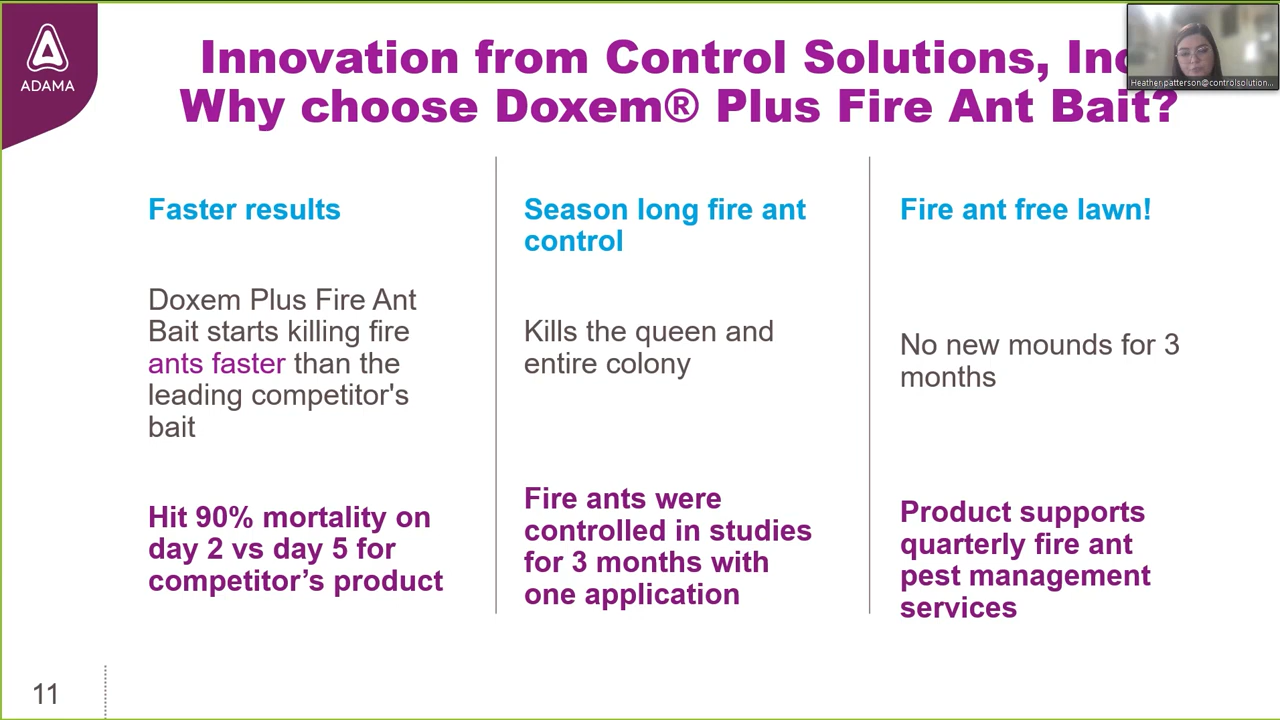 ADAMA
Innovation from Control Solutions, Inc
Why choose Doxem® Plus Fire Ant Bait?
Heather.patterson@controlsolution...
Faster results
Doxem Plus Fire Ant
Bait starts killing fire
ants faster than the
leading competitor's
bait
Hit 90% mortality on
day 2 vs day 5 for
competitor’s product
Season long fire ant
control
Kills the queen and
entire colony
Fire ants were
controlled in studies
for 3 months with
one application
Fire ant free lawn!
No new mounds for 3
months
Product supports
quarterly fire ant
pest management
services
11